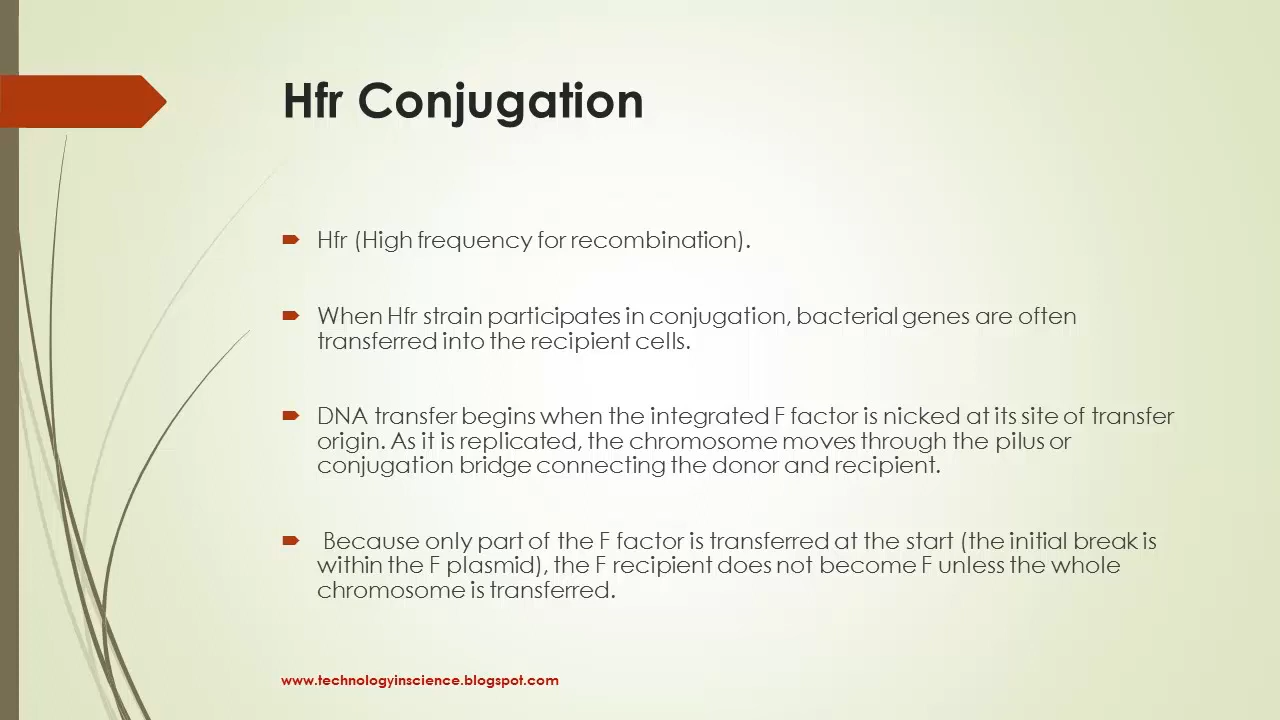 Hfr Conjugation
Hfr (High frequency for recombination).
When Hfr strain participates in conjugation, bacterial genes are often
transferred into the recipient cells.
DNA transfer begins when the integrated F factor is nicked at its site of transfer
origin. As it is replicated, the chromosome moves through the pilus or
conjugation bridge connecting the donor and recipient.
Because only part of the F factor is transferred at the start (the initial break is
within the F plasmid), the F recipient does not become F unless the whole
chromosome is transferred.
www.technologyinscience.blogspot.com